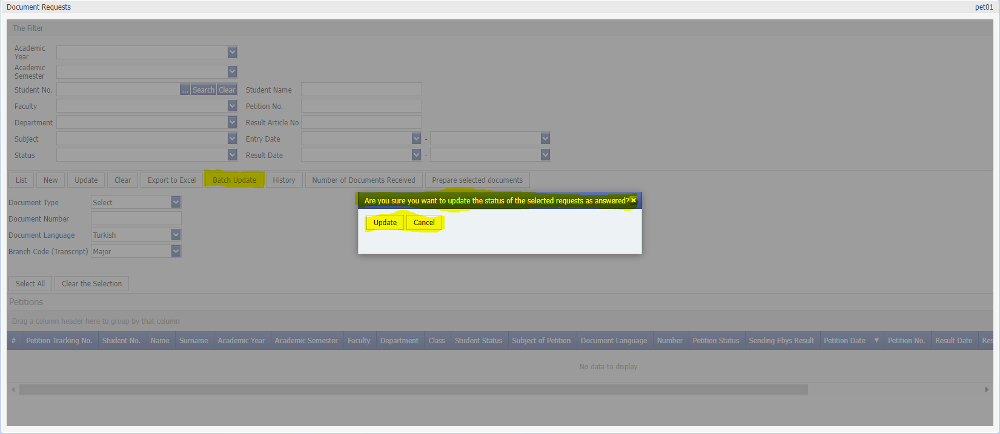 Document Requests pet01
The Filter
Academic
Year
Academic
Semester
Student No. ... Search Clear Student Name
Faculty Petition No.
Department Result Article No
Subject Entry Date -
Status Result Date -
List New Update Clear Export to Excel Batch Update History Number of Documents Received Prepare selected documents
Are you sure you want to update the status of the selected requests as answered?
Update Cancel
Document Type Select
Document Number
Document Language Turkish
Branch Code (Transcript) Major
Select All Clear the Selection
Petitions
Drag a column header here to group by that column
# Petition Tracking No. Student No. Name Surname Academic Year Academic Semester Faculty Department Class Student Status Subject of Petition Document Language Number Petition Status Sending Ebys Result Petition Date Petition No. Result Date Res
No data to display